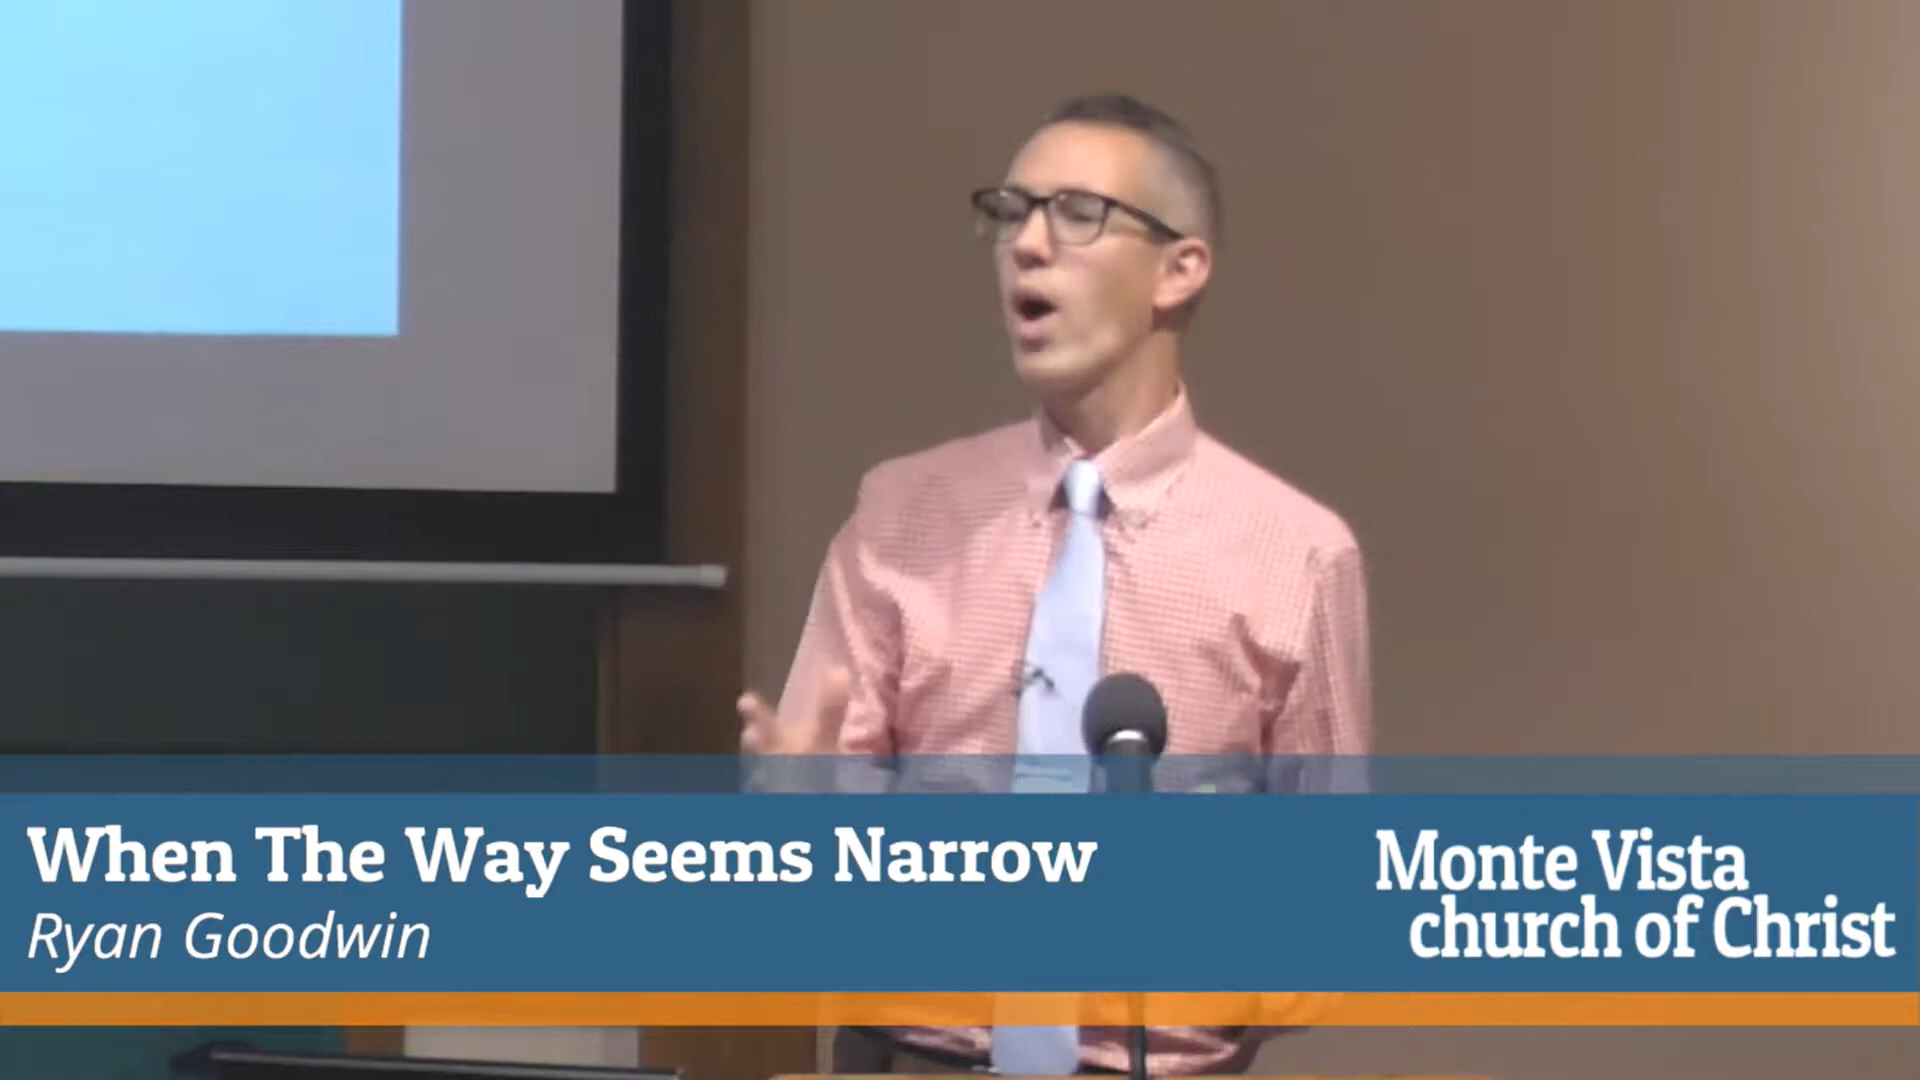 When The Way Seems Narrow
Ryan Goodwin
Monte Vista
church of Christ